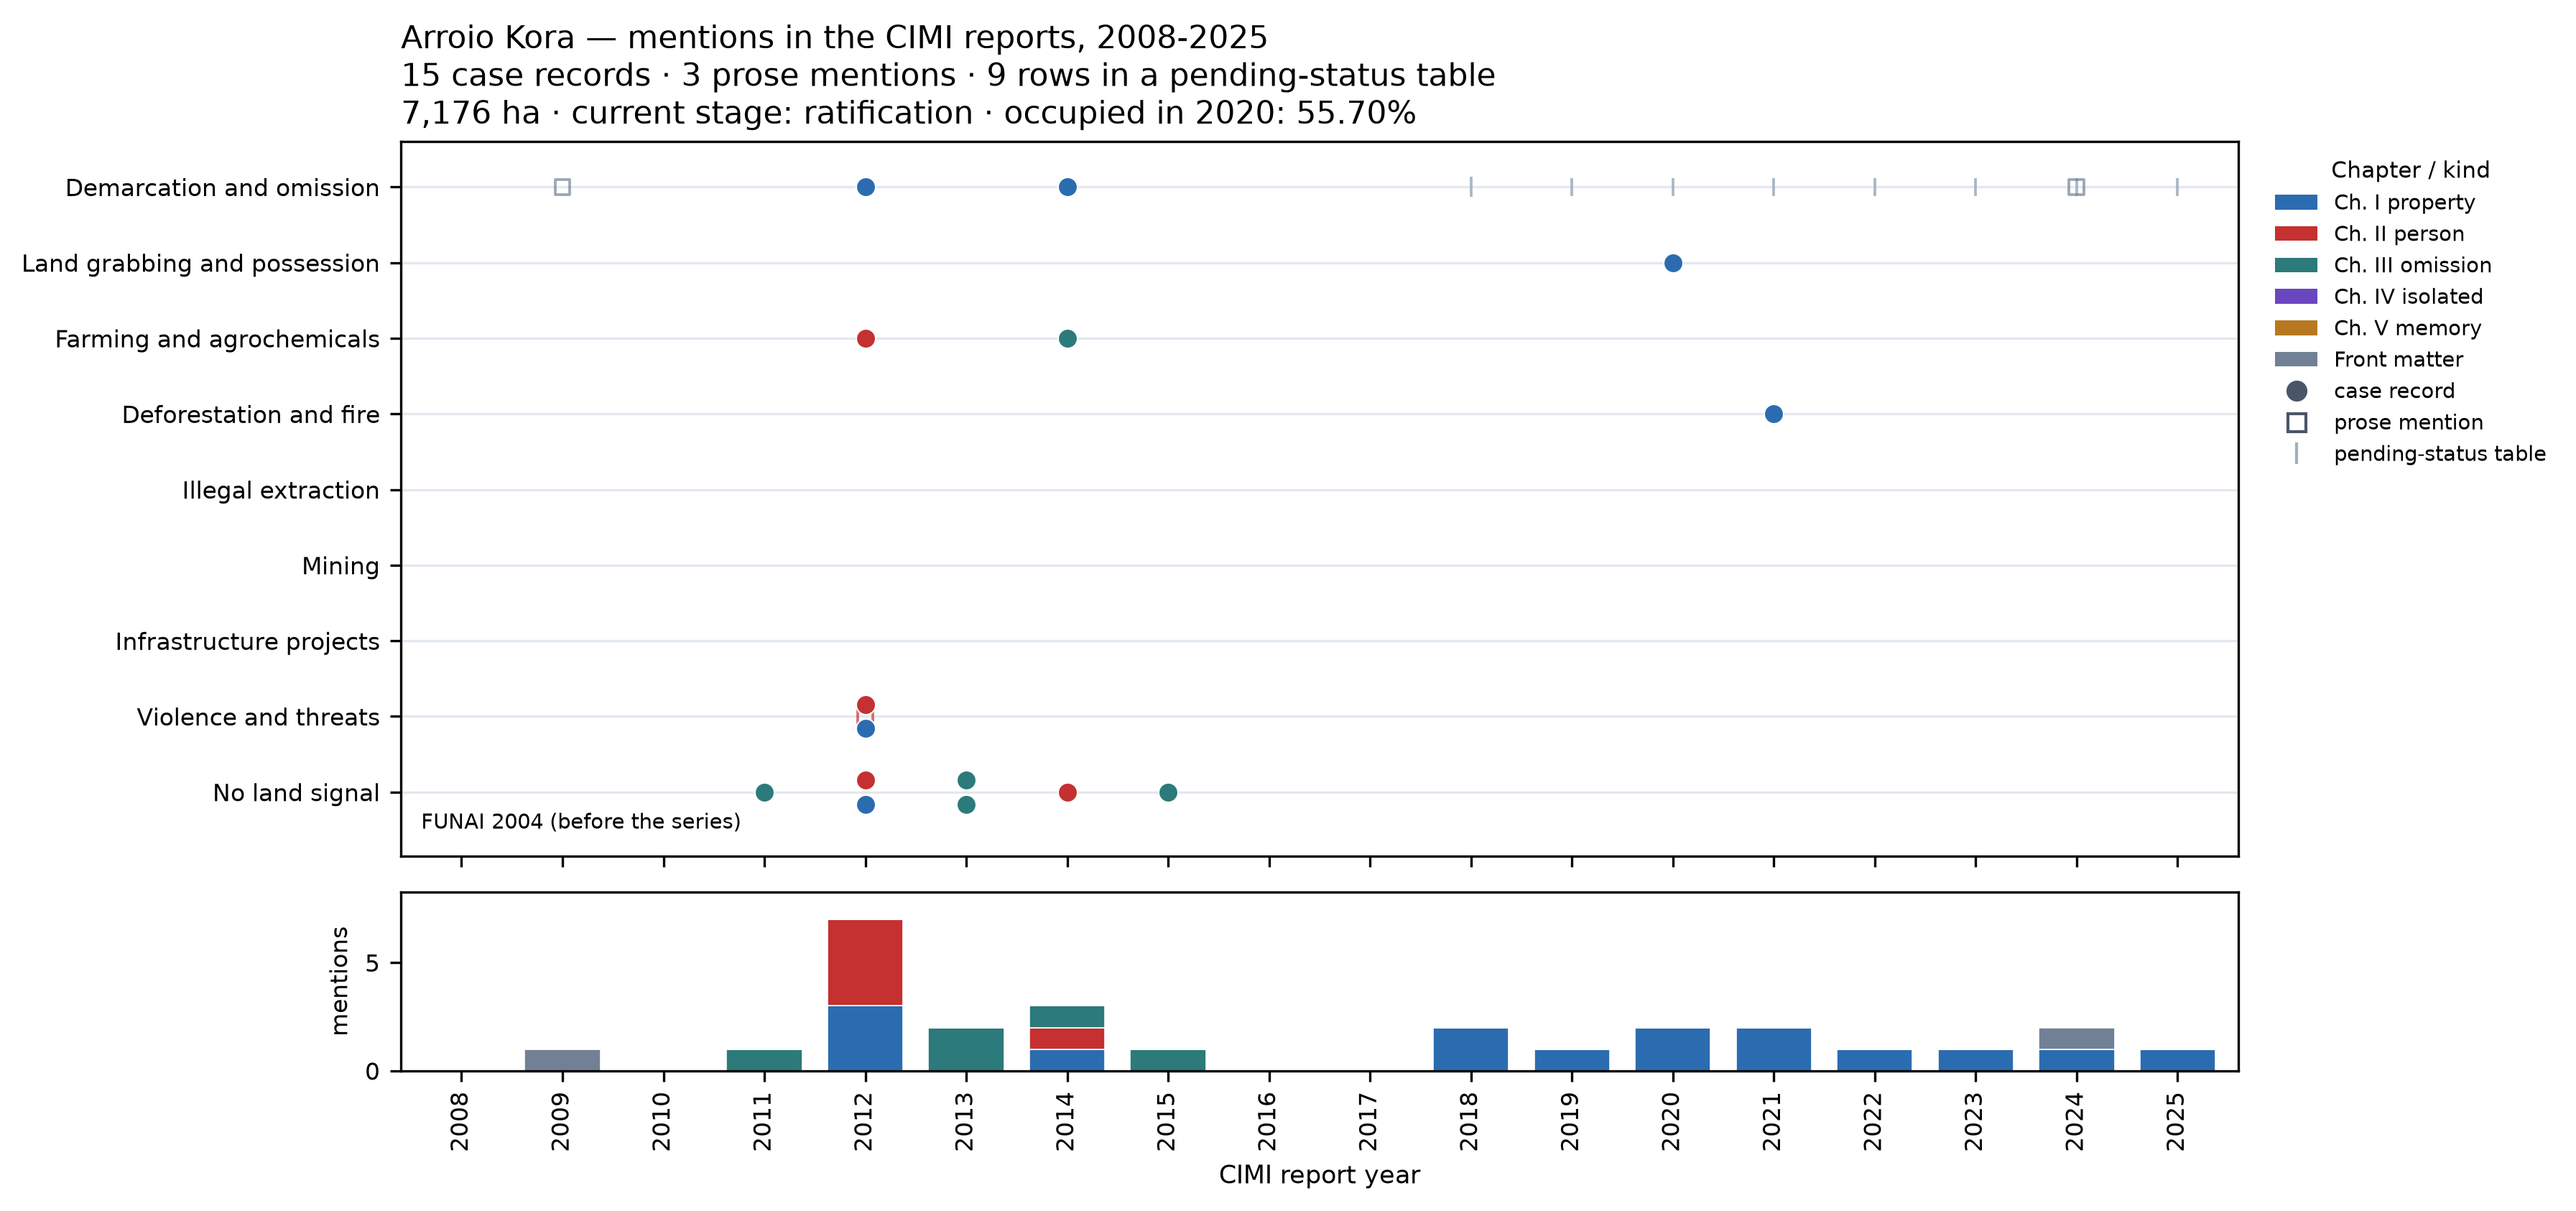 Arroio Kora — mentions in the CIMI reports, 2008-2025
15 case records · 3 prose mentions · 9 rows in a pending-status table
7,176 ha · current stage: ratification · occupied in 2020: 55.70%
Demarcation and omission
Land grabbing and possession
Farming and agrochemicals
Deforestation and fire
Illegal extraction
Mining
Infrastructure projects
Violence and threats
No land signal
FUNAI 2004 (before the series)
Chapter / kind
Ch. I property
Ch. II person
Ch. III omission
Ch. IV isolated
Ch. V memory
Front matter
case record
prose mention
pending-status table
mentions
5
0
2008
2009
2010
2011
2012
2013
2014
2015
2016
2017
2018
2019
2020
2021
2022
2023
2024
2025
CIMI report year